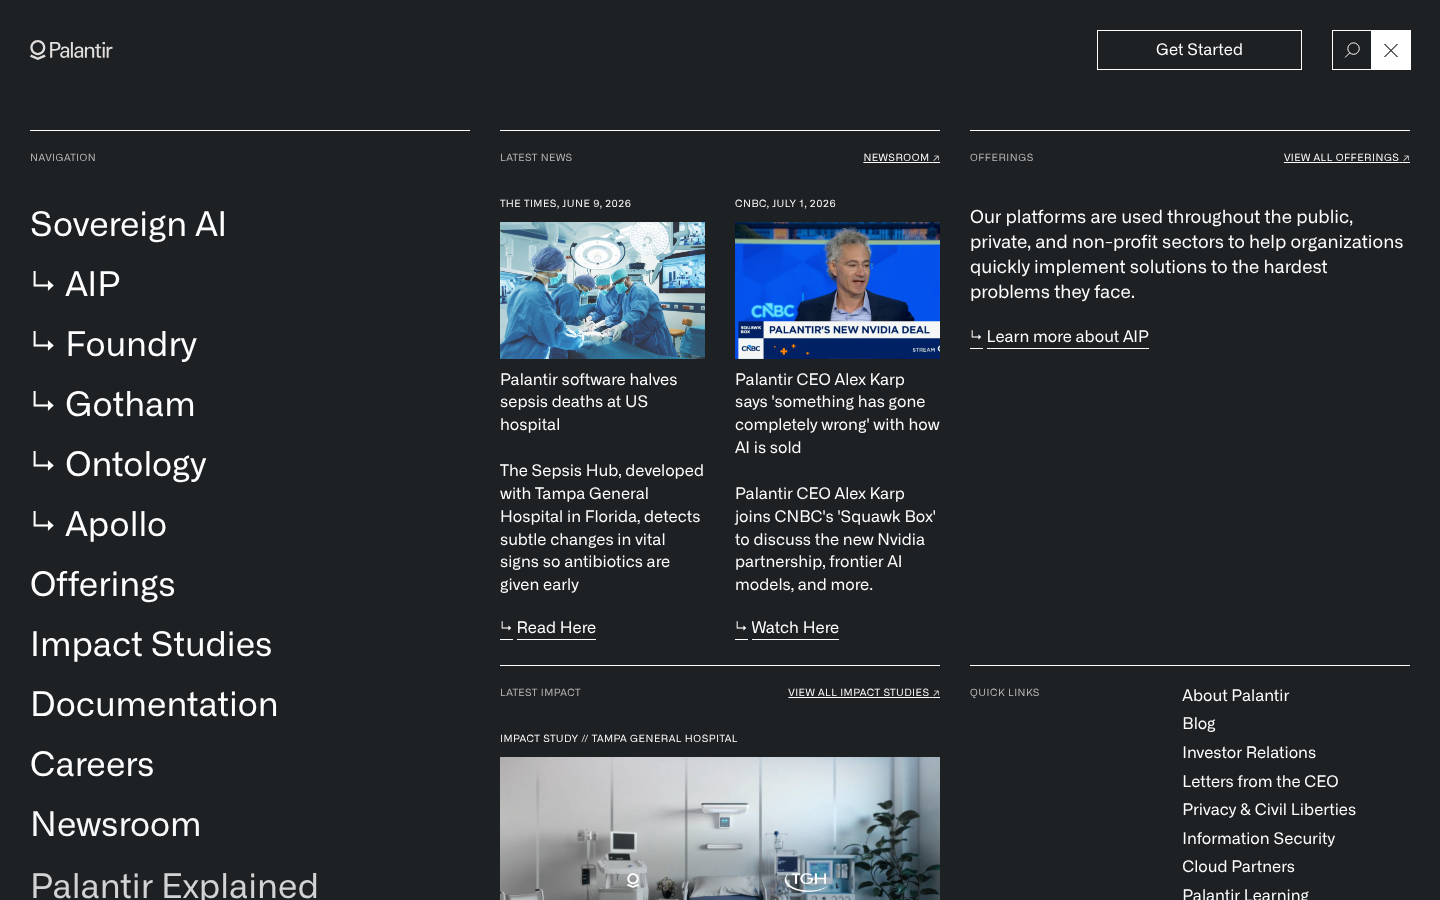 Palantir
Get Started
NAVIGATION
Sovereign AI
↳ AIP
↳ Foundry
↳ Gotham
↳ Ontology
↳ Apollo
Offerings
Impact Studies
Documentation
Careers
Newsroom
Palantir Explained
LATEST NEWS
NEWSROOM ↗
THE TIMES, JUNE 9, 2026
Palantir software halves
sepsis deaths at US
hospital
The Sepsis Hub, developed
with Tampa General
Hospital in Florida, detects
subtle changes in vital
signs so antibiotics are
given early
↳ Read Here
CNBC, JULY 1, 2026
CNBC
SQUAWK
BOX
PALANTIR'S NEW NVIDIA DEAL
CNBC
STREAM
Palantir CEO Alex Karp
says 'something has gone
completely wrong' with how
AI is sold
Palantir CEO Alex Karp
joins CNBC's 'Squawk Box'
to discuss the new Nvidia
partnership, frontier AI
models, and more.
↳ Watch Here
LATEST IMPACT
VIEW ALL IMPACT STUDIES ↗
IMPACT STUDY // TAMPA GENERAL HOSPITAL
TGH
OFFERINGS
VIEW ALL OFFERINGS ↗
Our platforms are used throughout the public,
private, and non-profit sectors to help organizations
quickly implement solutions to the hardest
problems they face.
↳ Learn more about AIP
QUICK LINKS
About Palantir
Blog
Investor Relations
Letters from the CEO
Privacy & Civil Liberties
Information Security
Cloud Partners
Palantir Learning